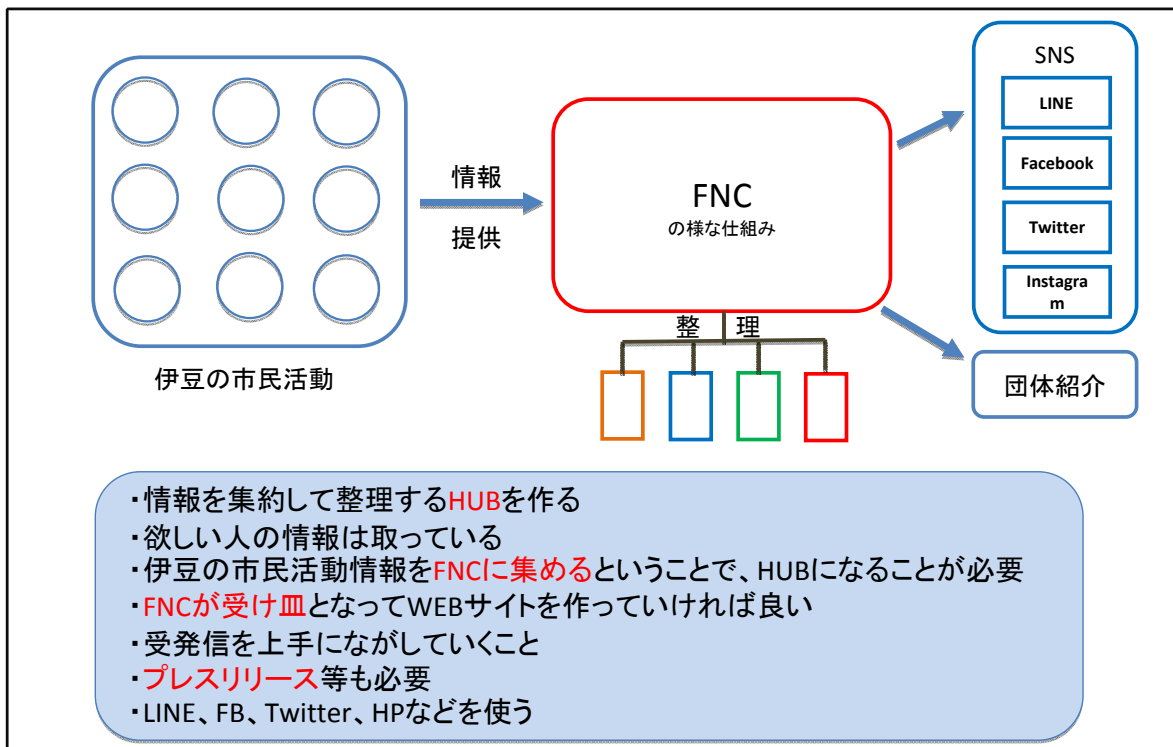 SNS
LINE
Facebook
Twitter
Instagra
m
情報
提供
FNC
の様な仕組み
整 理
伊豆の市民活動
団体紹介
・情報を集約して整理するHUBを作る
・欲しい人の情報は取っている
・伊豆の市民活動情報をFNCに集めるということで、HUBになることが必要
・FNCが受け皿となってWEBサイトを作っていければ良い
・受発信を上手にながしていくこと
・プレスリリース等も必要
・LINE、FB、Twitter、HPなどを使う